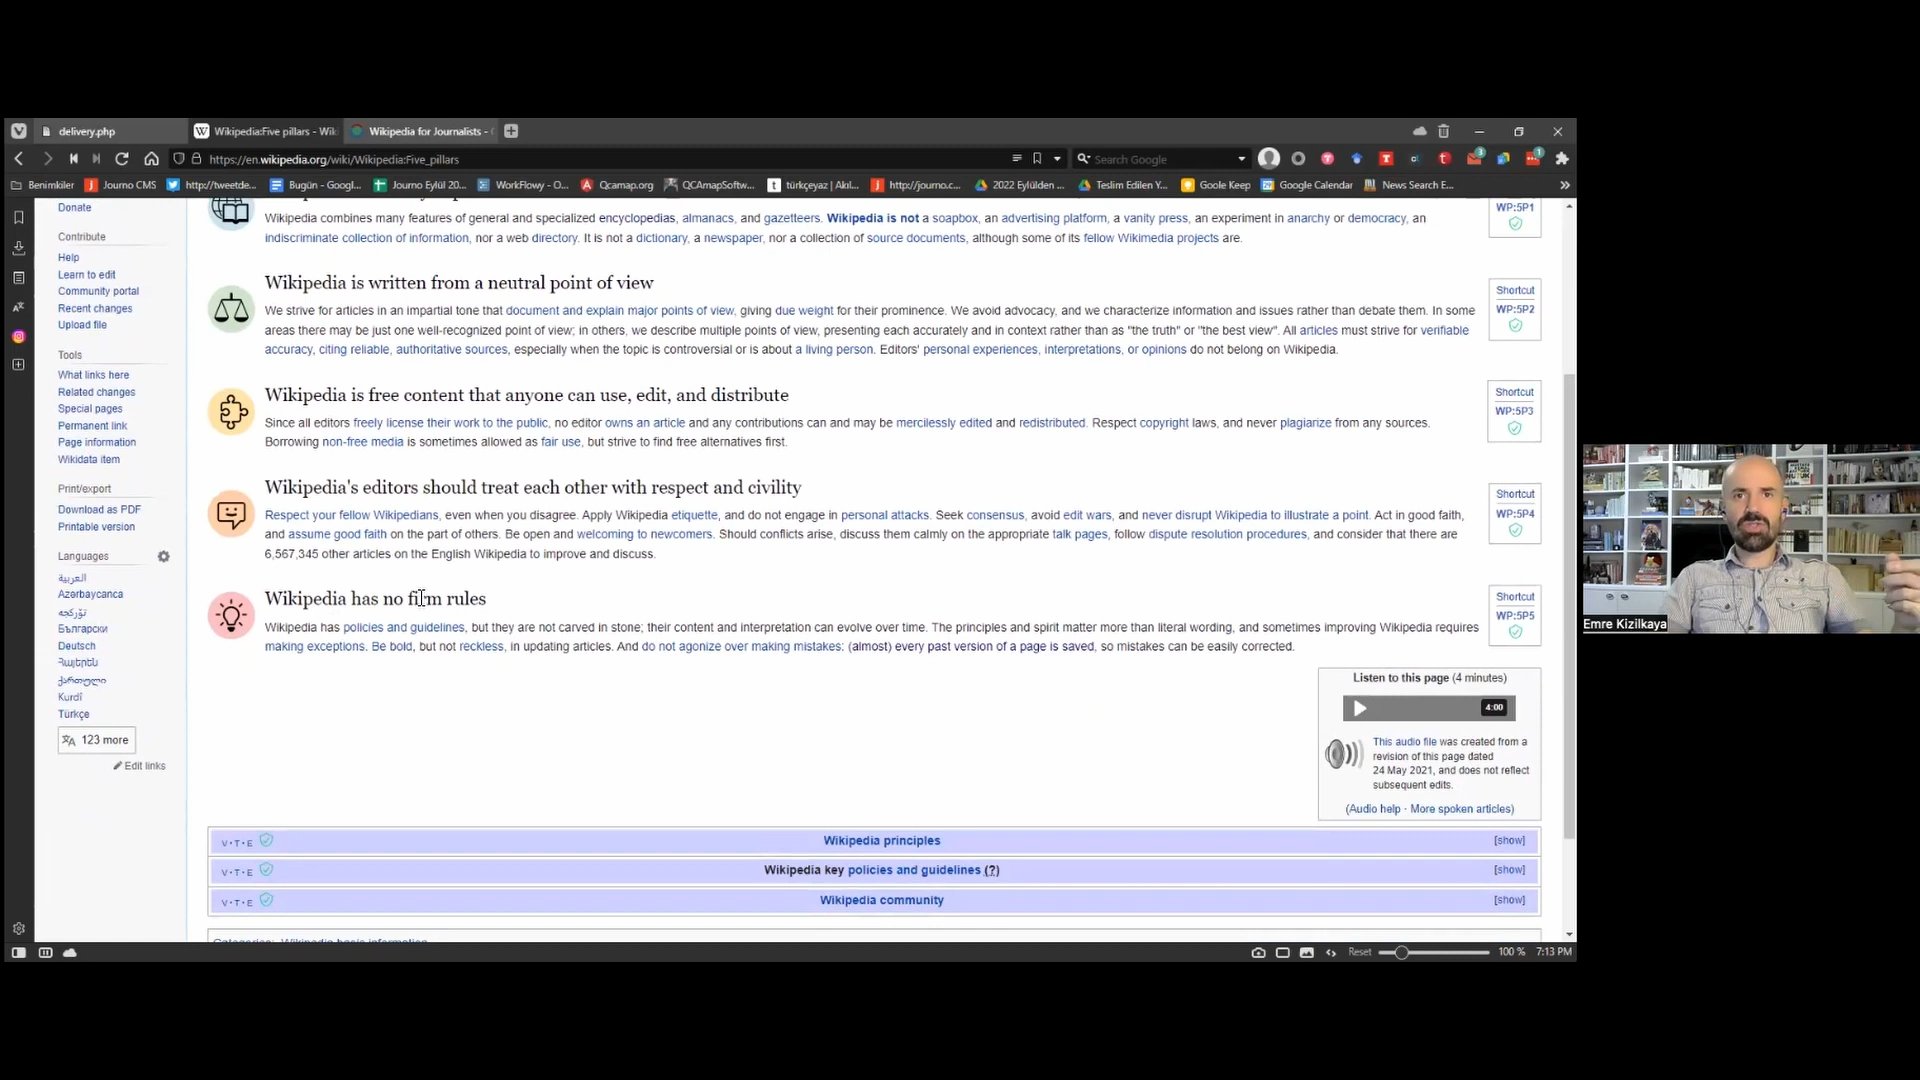 delivery.php
Wikipedia:Five pillars - Wik
Wikipedia for Journalists -
https://en.wikipedia.org/wiki/Wikipedia:Five_pillars
Search Google
Benimkiler
Journo CMS
http://tweetde...
Bugün - Googl...
Journo Eylül 20...
WorkFlowy - O...
Qcamap.org
QCAmapSoftw...
türkçeyaz | Akıl...
http://journo.c...
2022 Eylülden ...
Teslim Edilen Y...
Goole Keep
Google Calendar
News Search E...
Donate
Contribute
Help
Learn to edit
Community portal
Recent changes
Upload file
Tools
What links here
Related changes
Special pages
Permanent link
Page information
Wikidata item
Print/export
Download as PDF
Printable version
Languages
العربية
Azərbaycanca
تۆرکجه
Български
Deutsch
Հայերեն
ქართული
Kurdî
Türkçe
123 more
Edit links
Wikipedia combines many features of general and specialized encyclopedias, almanacs, and gazetteers. Wikipedia is not a soapbox, an advertising platform, a vanity press, an experiment in anarchy or democracy, an
indiscriminate collection of information, nor a web directory. It is not a dictionary, a newspaper, nor a collection of source documents, although some of its fellow Wikimedia projects are.
WP:5P1
Wikipedia is written from a neutral point of view
We strive for articles in an impartial tone that document and explain major points of view, giving due weight for their prominence. We avoid advocacy, and we characterize information and issues rather than debate them. In some
areas there may be just one well-recognized point of view; in others, we describe multiple points of view, presenting each accurately and in context rather than as "the truth" or "the best view". All articles must strive for verifiable
accuracy, citing reliable, authoritative sources, especially when the topic is controversial or is about a living person. Editors' personal experiences, interpretations, or opinions do not belong on Wikipedia.
Shortcut
WP:5P2
Wikipedia is free content that anyone can use, edit, and distribute
Since all editors freely license their work to the public, no editor owns an article and any contributions can and may be mercilessly edited and redistributed. Respect copyright laws, and never plagiarize from any sources.
Borrowing non-free media is sometimes allowed as fair use, but strive to find free alternatives first.
Shortcut
WP:5P3
Wikipedia's editors should treat each other with respect and civility
Respect your fellow Wikipedians, even when you disagree. Apply Wikipedia etiquette, and do not engage in personal attacks. Seek consensus, avoid edit wars, and never disrupt Wikipedia to illustrate a point. Act in good faith,
and assume good faith on the part of others. Be open and welcoming to newcomers. Should conflicts arise, discuss them calmly on the appropriate talk pages, follow dispute resolution procedures, and consider that there are
6,567,345 other articles on the English Wikipedia to improve and discuss.
Shortcut
WP:5P4
Wikipedia has no firm rules
Wikipedia has policies and guidelines, but they are not carved in stone; their content and interpretation can evolve over time. The principles and spirit matter more than literal wording, and sometimes improving Wikipedia requires
making exceptions. Be bold, but not reckless, in updating articles. And do not agonize over making mistakes: (almost) every past version of a page is saved, so mistakes can be easily corrected.
Shortcut
WP:5P5
Listen to this page (4 minutes)
4:00
This audio file was created from a
revision of this page dated
24 May 2021, and does not reflect
subsequent edits.
(Audio help · More spoken articles)
V · T · E
Wikipedia principles
[show]
V · T · E
Wikipedia key policies and guidelines (?)
[show]
V · T · E
Wikipedia community
[show]
Categories: Wikipedia basic information
Reset
100 %
7:13 PM
Emre Kizilkaya